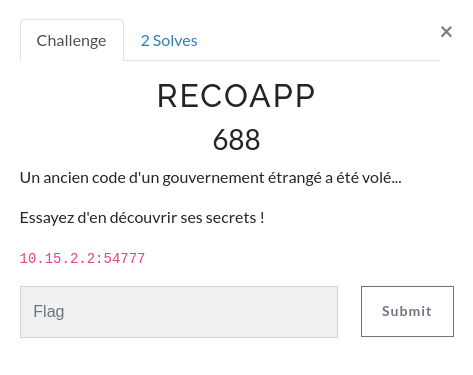 Challenge
2 Solves
×
RECOAPP
688
Un ancien code d'un gouvernement étrangé a été volé...
Essayez d'en découvrir ses secrets !
10.15.2.2:54777
Flag
Submit